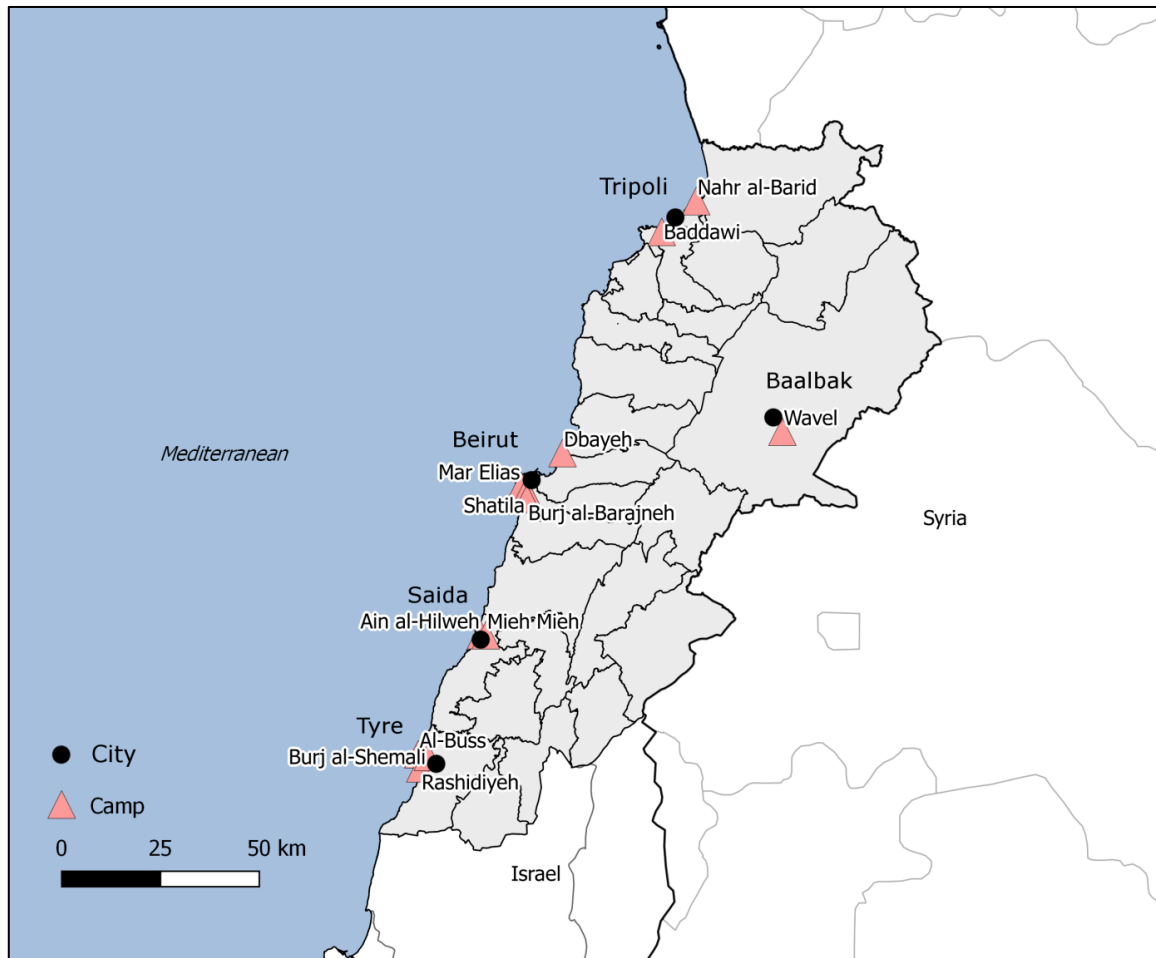 Tripoli
Nahr al-Barid
Baddawi
Baalbak
Wavel
Beirut
Dbayeh
Mediterranean
Mar Elias
Shatila
Burj al-Barajneh
Syria
Saida
Ain al-Hilweh
Mieh Mieh
Tyre
Al-Buss
Burj al-Shemali
Rashidiyeh
City
Camp
0 25 50 km
Israel